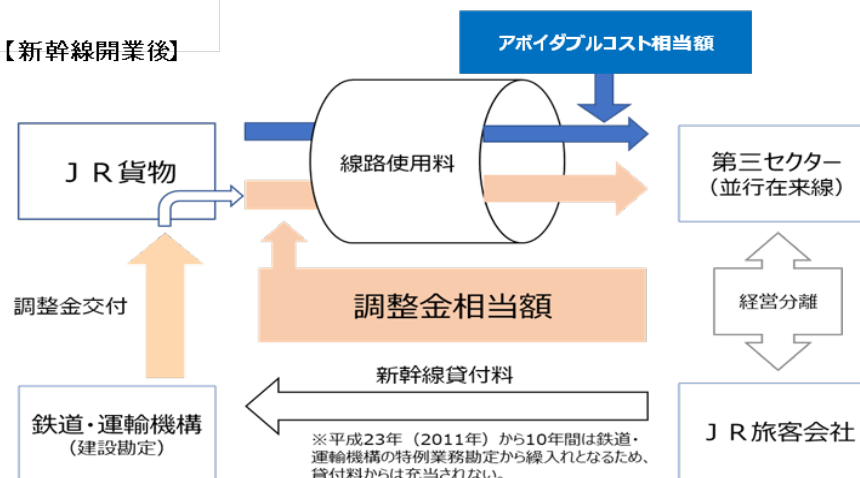 【新幹線開業後】
アボイダブルコスト相当額
ＪＲ貨物
線路使用料
第三セクター
（並行在来線）
調整金交付
調整金相当額
経営分離
新幹線貸付料
鉄道・運輸機構
（建設勘定）
※平成23年（2011年）から10年間は鉄道・
運輸機構の特例業務勘定から繰入れとなるため、
貸付料からは充当されない。
ＪＲ旅客会社